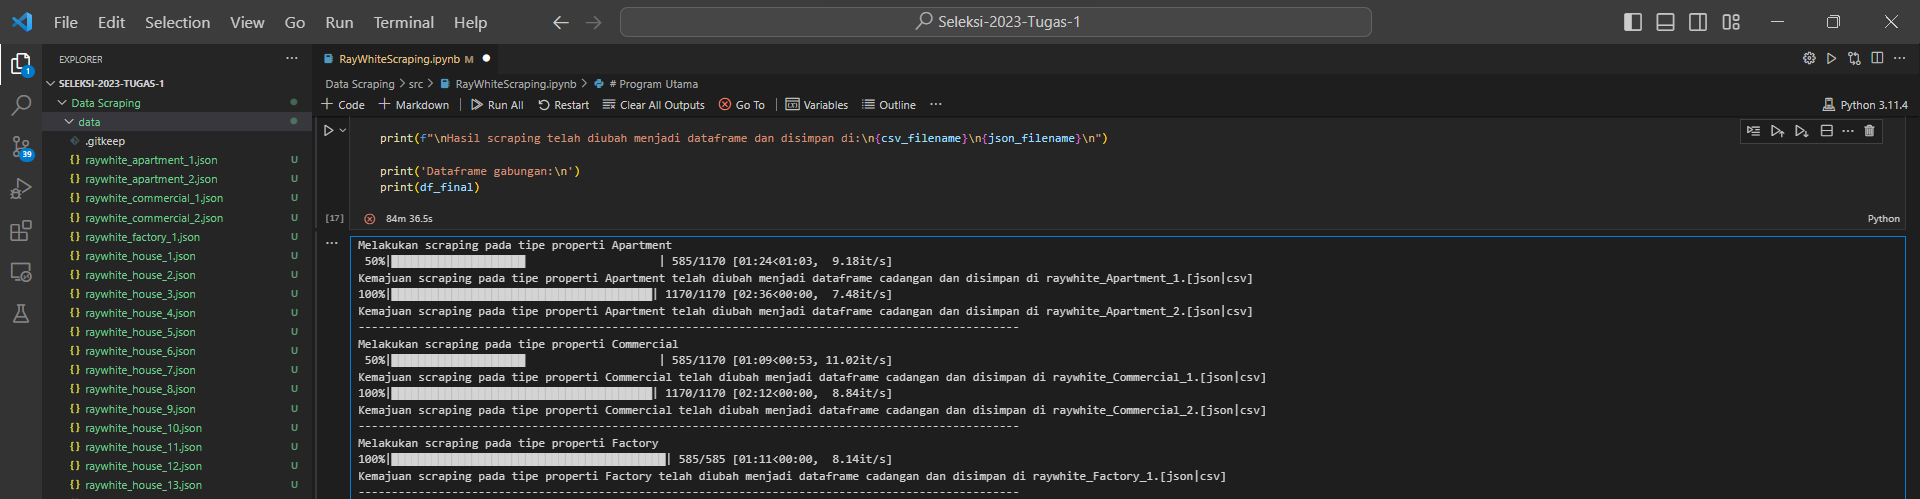 File Edit Selection View Go Run Terminal Help
Seleksi-2023-Tugas-1
EXPLORER
SELEKSI-2023-TUGAS-1
Data Scraping
data
.gitkeep
{} raywhite_apartment_1.json U
{} raywhite_apartment_2.json U
{} raywhite_commercial_1.json U
{} raywhite_commercial_2.json U
{} raywhite_factory_1.json U
{} raywhite_house_1.json U
{} raywhite_house_2.json U
{} raywhite_house_3.json U
{} raywhite_house_4.json U
{} raywhite_house_5.json U
{} raywhite_house_6.json U
{} raywhite_house_7.json U
{} raywhite_house_8.json U
{} raywhite_house_9.json U
{} raywhite_house_10.json U
{} raywhite_house_11.json U
{} raywhite_house_12.json U
{} raywhite_house_13.json U
1
39
RayWhiteScraping.ipynb M
Data Scraping > src > RayWhiteScraping.ipynb > # Program Utama
+ Code + Markdown Run All Restart Clear All Outputs Go To Variables Outline ...
Python 3.11.4
print(f"\nHasil scraping telah diubah menjadi dataframe dan disimpan di:\n{csv_filename}\n{json_filename}\n")
print('Dataframe gabungan:\n')
print(df_final)
[17] 84m 36.5s
Python
Melakukan scraping pada tipe properti Apartment
50%| | 585/1170 [01:24<01:03, 9.18it/s]
Kemajuan scraping pada tipe properti Apartment telah diubah menjadi dataframe cadangan dan disimpan di raywhite_Apartment_1.[json|csv]
100%| | 1170/1170 [02:36<00:00, 7.48it/s]
Kemajuan scraping pada tipe properti Apartment telah diubah menjadi dataframe cadangan dan disimpan di raywhite_Apartment_2.[json|csv]
----------------------------------------------------------------------------------------------------
Melakukan scraping pada tipe properti Commercial
50%| | 585/1170 [01:09<00:53, 11.02it/s]
Kemajuan scraping pada tipe properti Commercial telah diubah menjadi dataframe cadangan dan disimpan di raywhite_Commercial_1.[json|csv]
100%| | 1170/1170 [02:12<00:00, 8.84it/s]
Kemajuan scraping pada tipe properti Commercial telah diubah menjadi dataframe cadangan dan disimpan di raywhite_Commercial_2.[json|csv]
----------------------------------------------------------------------------------------------------
Melakukan scraping pada tipe properti Factory
100%| | 585/585 [01:11<00:00, 8.14it/s]
Kemajuan scraping pada tipe properti Factory telah diubah menjadi dataframe cadangan dan disimpan di raywhite_Factory_1.[json|csv]
----------------------------------------------------------------------------------------------------